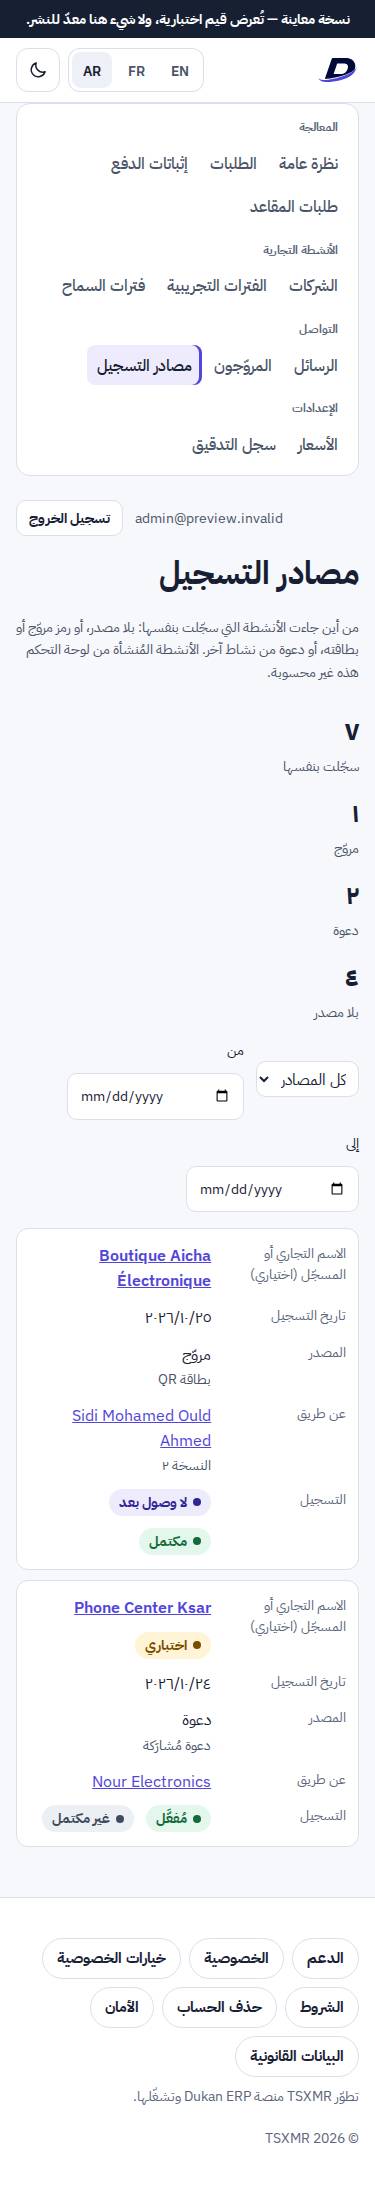 نسخة معاينة — تُعرض قيم اختبارية، ولا شيء هنا معدّ للنشر.
AR FR EN
المعالجة
نظرة عامة الطلبات إثباتات الدفع
طلبات المقاعد
الأنشطة التجارية
الشركات الفترات التجريبية فترات السماح
التواصل
الرسائل المروّجون مصادر التسجيل
الإعدادات
الأسعار سجل التدقيق
admin@preview.invalid تسجيل الخروج
مصادر التسجيل
من أين جاءت الأنشطة التي سجّلت بنفسها: بلا مصدر، أو رمز مروّج أو
بطاقته، أو دعوة من نشاط آخر. الأنشطة المُنشأة من لوحة التحكم
هذه غير محسوبة.
٧
سجّلت بنفسها
١
مروّج
٢
دعوة
٤
بلا مصدر
من
كل المصادر mm/dd/yyyy
إلى
mm/dd/yyyy
الاسم التجاري أو المسجّل (اختياري) Boutique Aicha Électronique
تاريخ التسجيل ٢٠٢٦/١٠/٢٥
المصدر مروّج
بطاقة QR
عن طريق Sidi Mohamed Ould Ahmed
النسخة ٢
التسجيل لا وصول بعد
مكتمل
الاسم التجاري أو المسجّل (اختياري) Phone Center Ksar
اختباري
تاريخ التسجيل ٢٠٢٦/١٠/٢٤
المصدر دعوة
دعوة مُشارَكة
عن طريق Nour Electronics
التسجيل مُفعَّل غير مكتمل
الدعم الخصوصية خيارات الخصوصية
الشروط حذف الحساب الأمان
البيانات القانونية
تطوّر TSXMR منصة Dukan ERP وتشغّلها.
© 2026 TSXMR